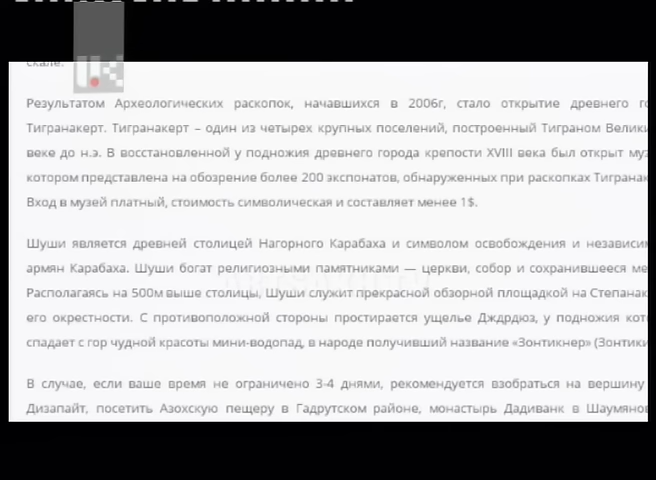 скале.
Результатом Археологических раскопок, начавшихся в 2006г, стало открытие древнего
Тигранакерт. Тигранакерт – один из четырех крупных поселений, построенный Тиграном
веке до н.э. В восстановленной у подножия древнего города крепости XVIII века был открыт
котором представлена на обозрение более 200 экспонатов, обнаруженных при раскопках
Вход в музей платный, стоимость символическая и составляет менее 1$.
Шуши является древней столицей Нагорного Карабаха и символом освобождения и
армян Карабаха. Шуши богат религиозными памятниками — церкви, собор и сохранившееся
Располагаясь на 500м выше столицы, Шуши служит прекрасной обзорной площадкой на
его окрестности. С противоположной стороны простирается ущелье Джрдрюз, у подножия
спадает с гор чудной красоты мини-водопад, в народе получивший название «Зонтикнер»
В случае, если ваше время не ограничено 3-4 днями, рекомендуется взобраться на вершину
Дизапайт, посетить Азохскую пещеру в Гадрутском районе, монастырь Дадиванк в